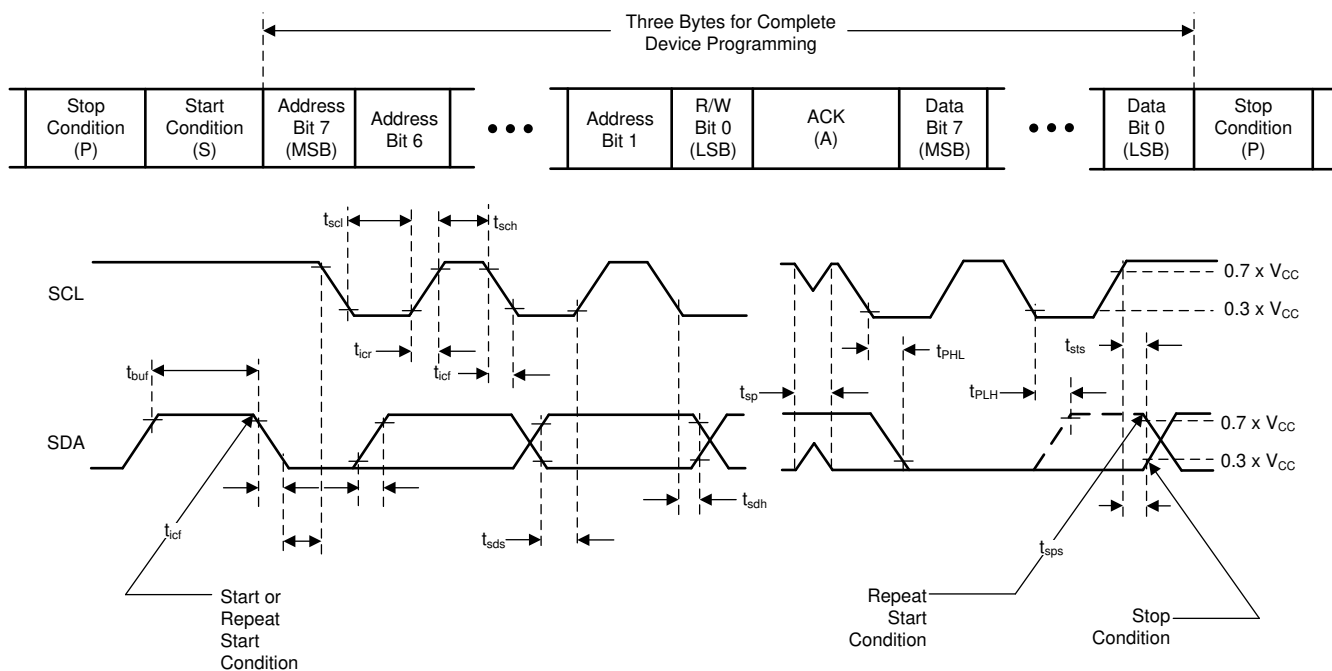 Three Bytes for Complete
Device Programming
Stop
Condition
(P)
Start
Condition
(S)
Address
Bit 7
(MSB)
Address
Bit 6
Address
Bit 1
R/W
Bit 0
(LSB)
ACK
(A)
Data
Bit 7
(MSB)
Data
Bit 0
(LSB)
Stop
Condition
(P)
tscl
tsch
SCL
0.7 x VCC
0.3 x VCC
ticr
ticf
tPHL
tsts
tbuf
tsp
tPLH
SDA
0.7 x VCC
0.3 x VCC
ticf
tsds
tsdh
tsps
Start or
Repeat
Start
Condition
Repeat
Start
Condition
Stop
Condition